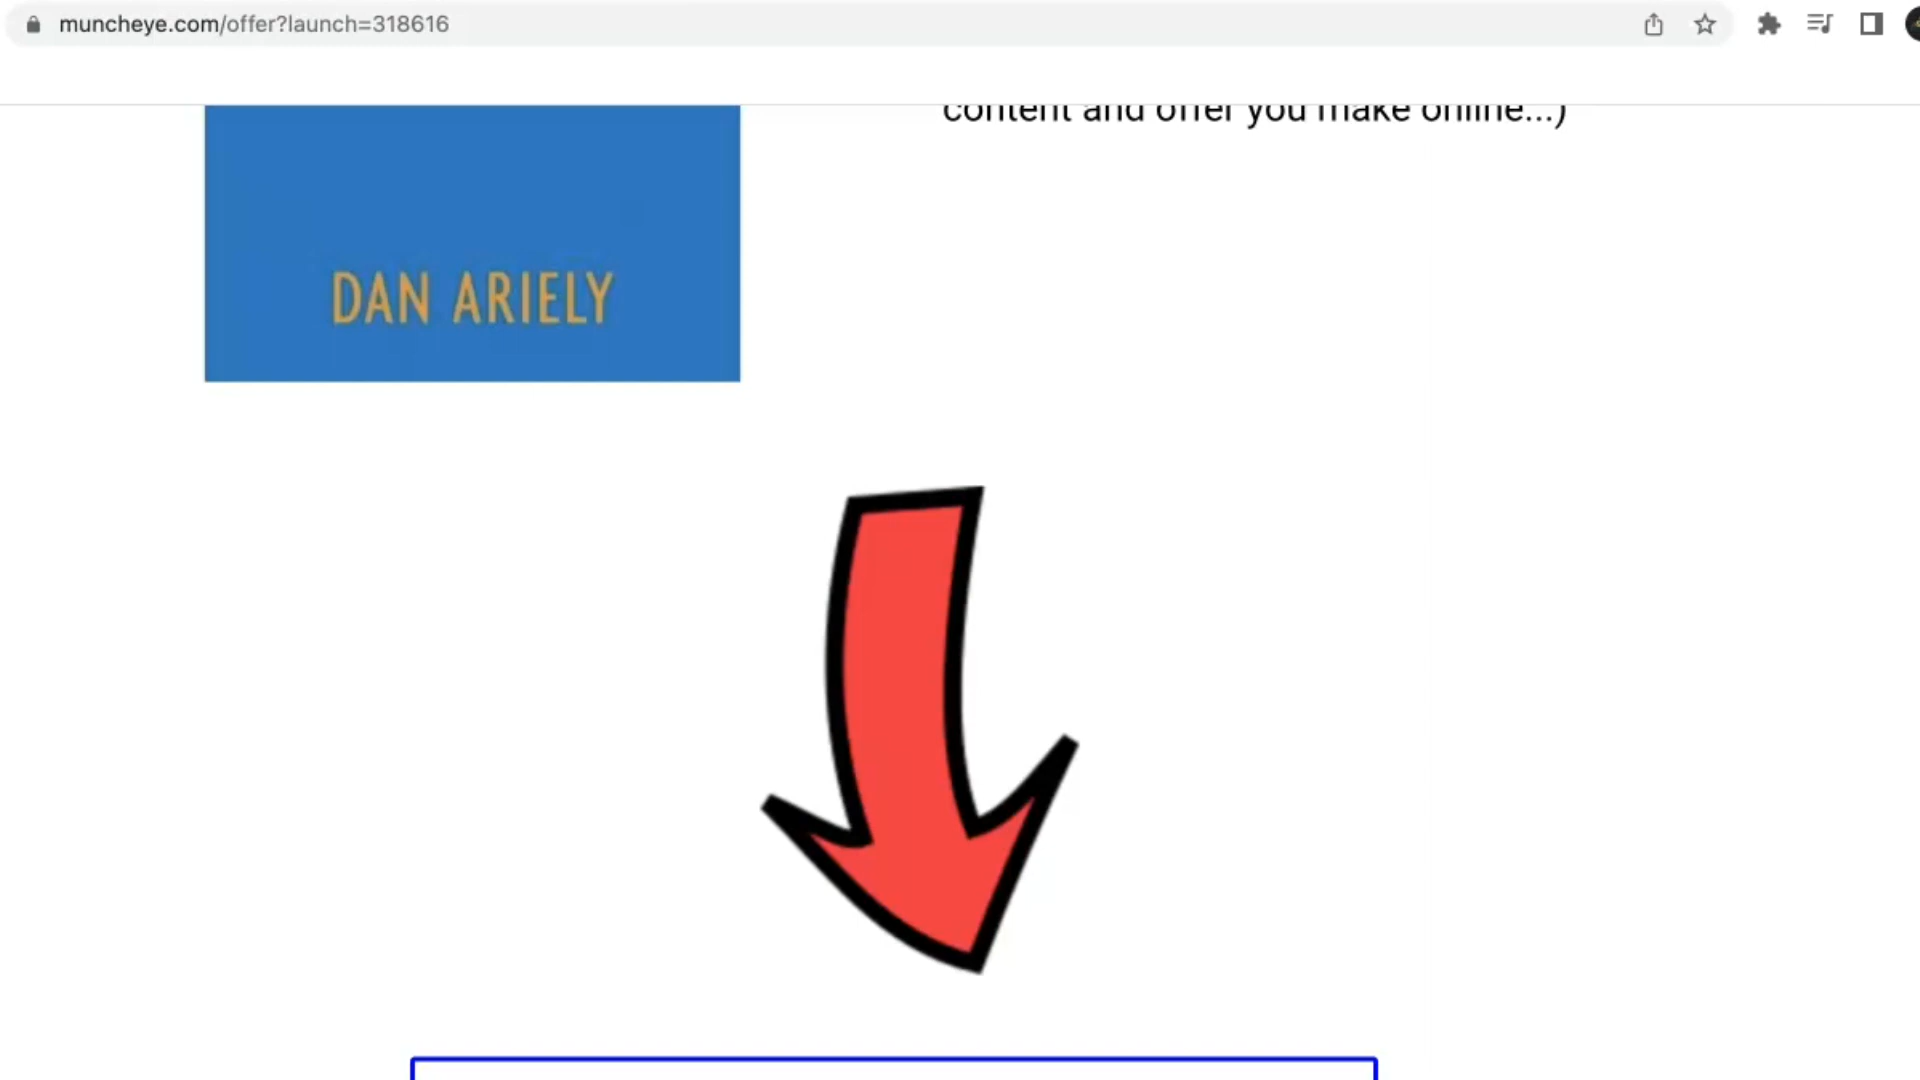 muncheye.com/offer?launch=318616
content and offer you make online...)
DAN ARIELY